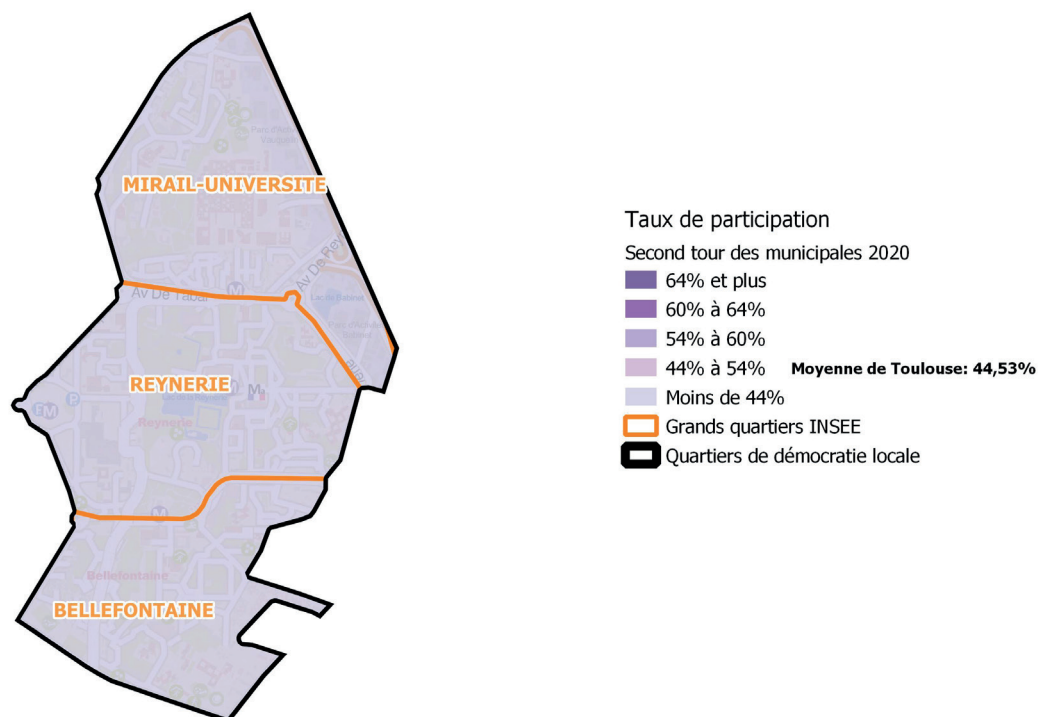 MIRAIL-UNIVERSITE
Av De Rey
Av De Tabar
REYNERIE
Reynerie
Bellefontaine
BELLEFONTAINE
Taux de participation
Second tour des municipales 2020
64% et plus
60% à 64%
54% à 60%
44% à 54% Moyenne de Toulouse: 44,53%
Moins de 44%
Grands quartiers INSEE
Quartiers de démocratie locale